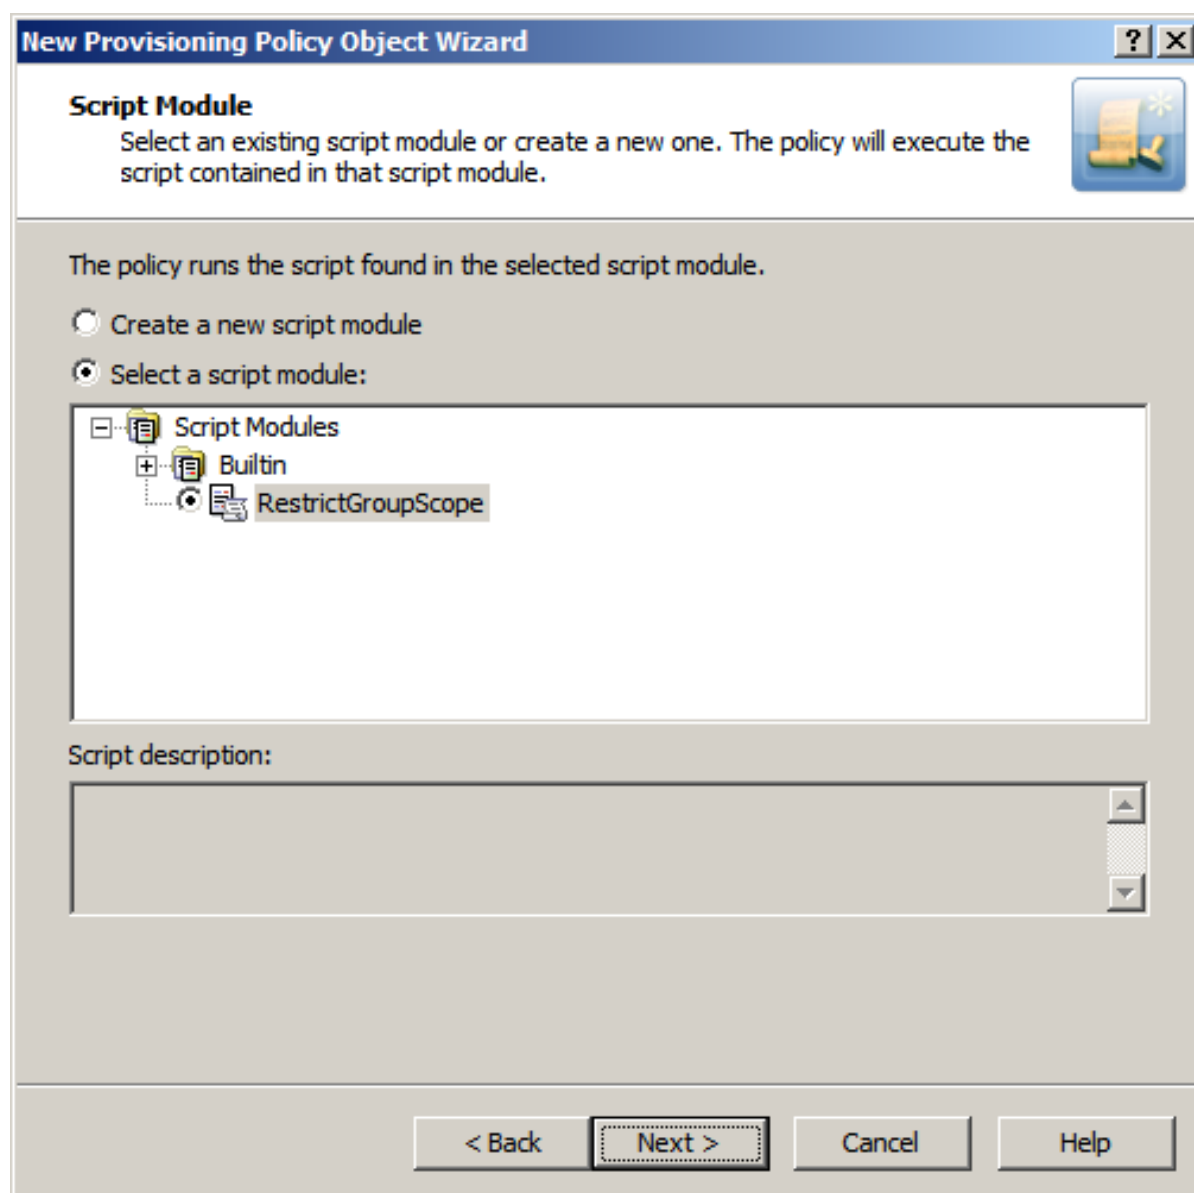 New Provisioning Policy Object Wizard
Script Module
Select an existing script module or create a new one. The policy will execute the
script contained in that script module.
The policy runs the script found in the selected script module.
Create a new script module
Select a script module:
Script Modules
Builtin
RestrictGroupScope
Script description:
< Back
Next >
Cancel
Help